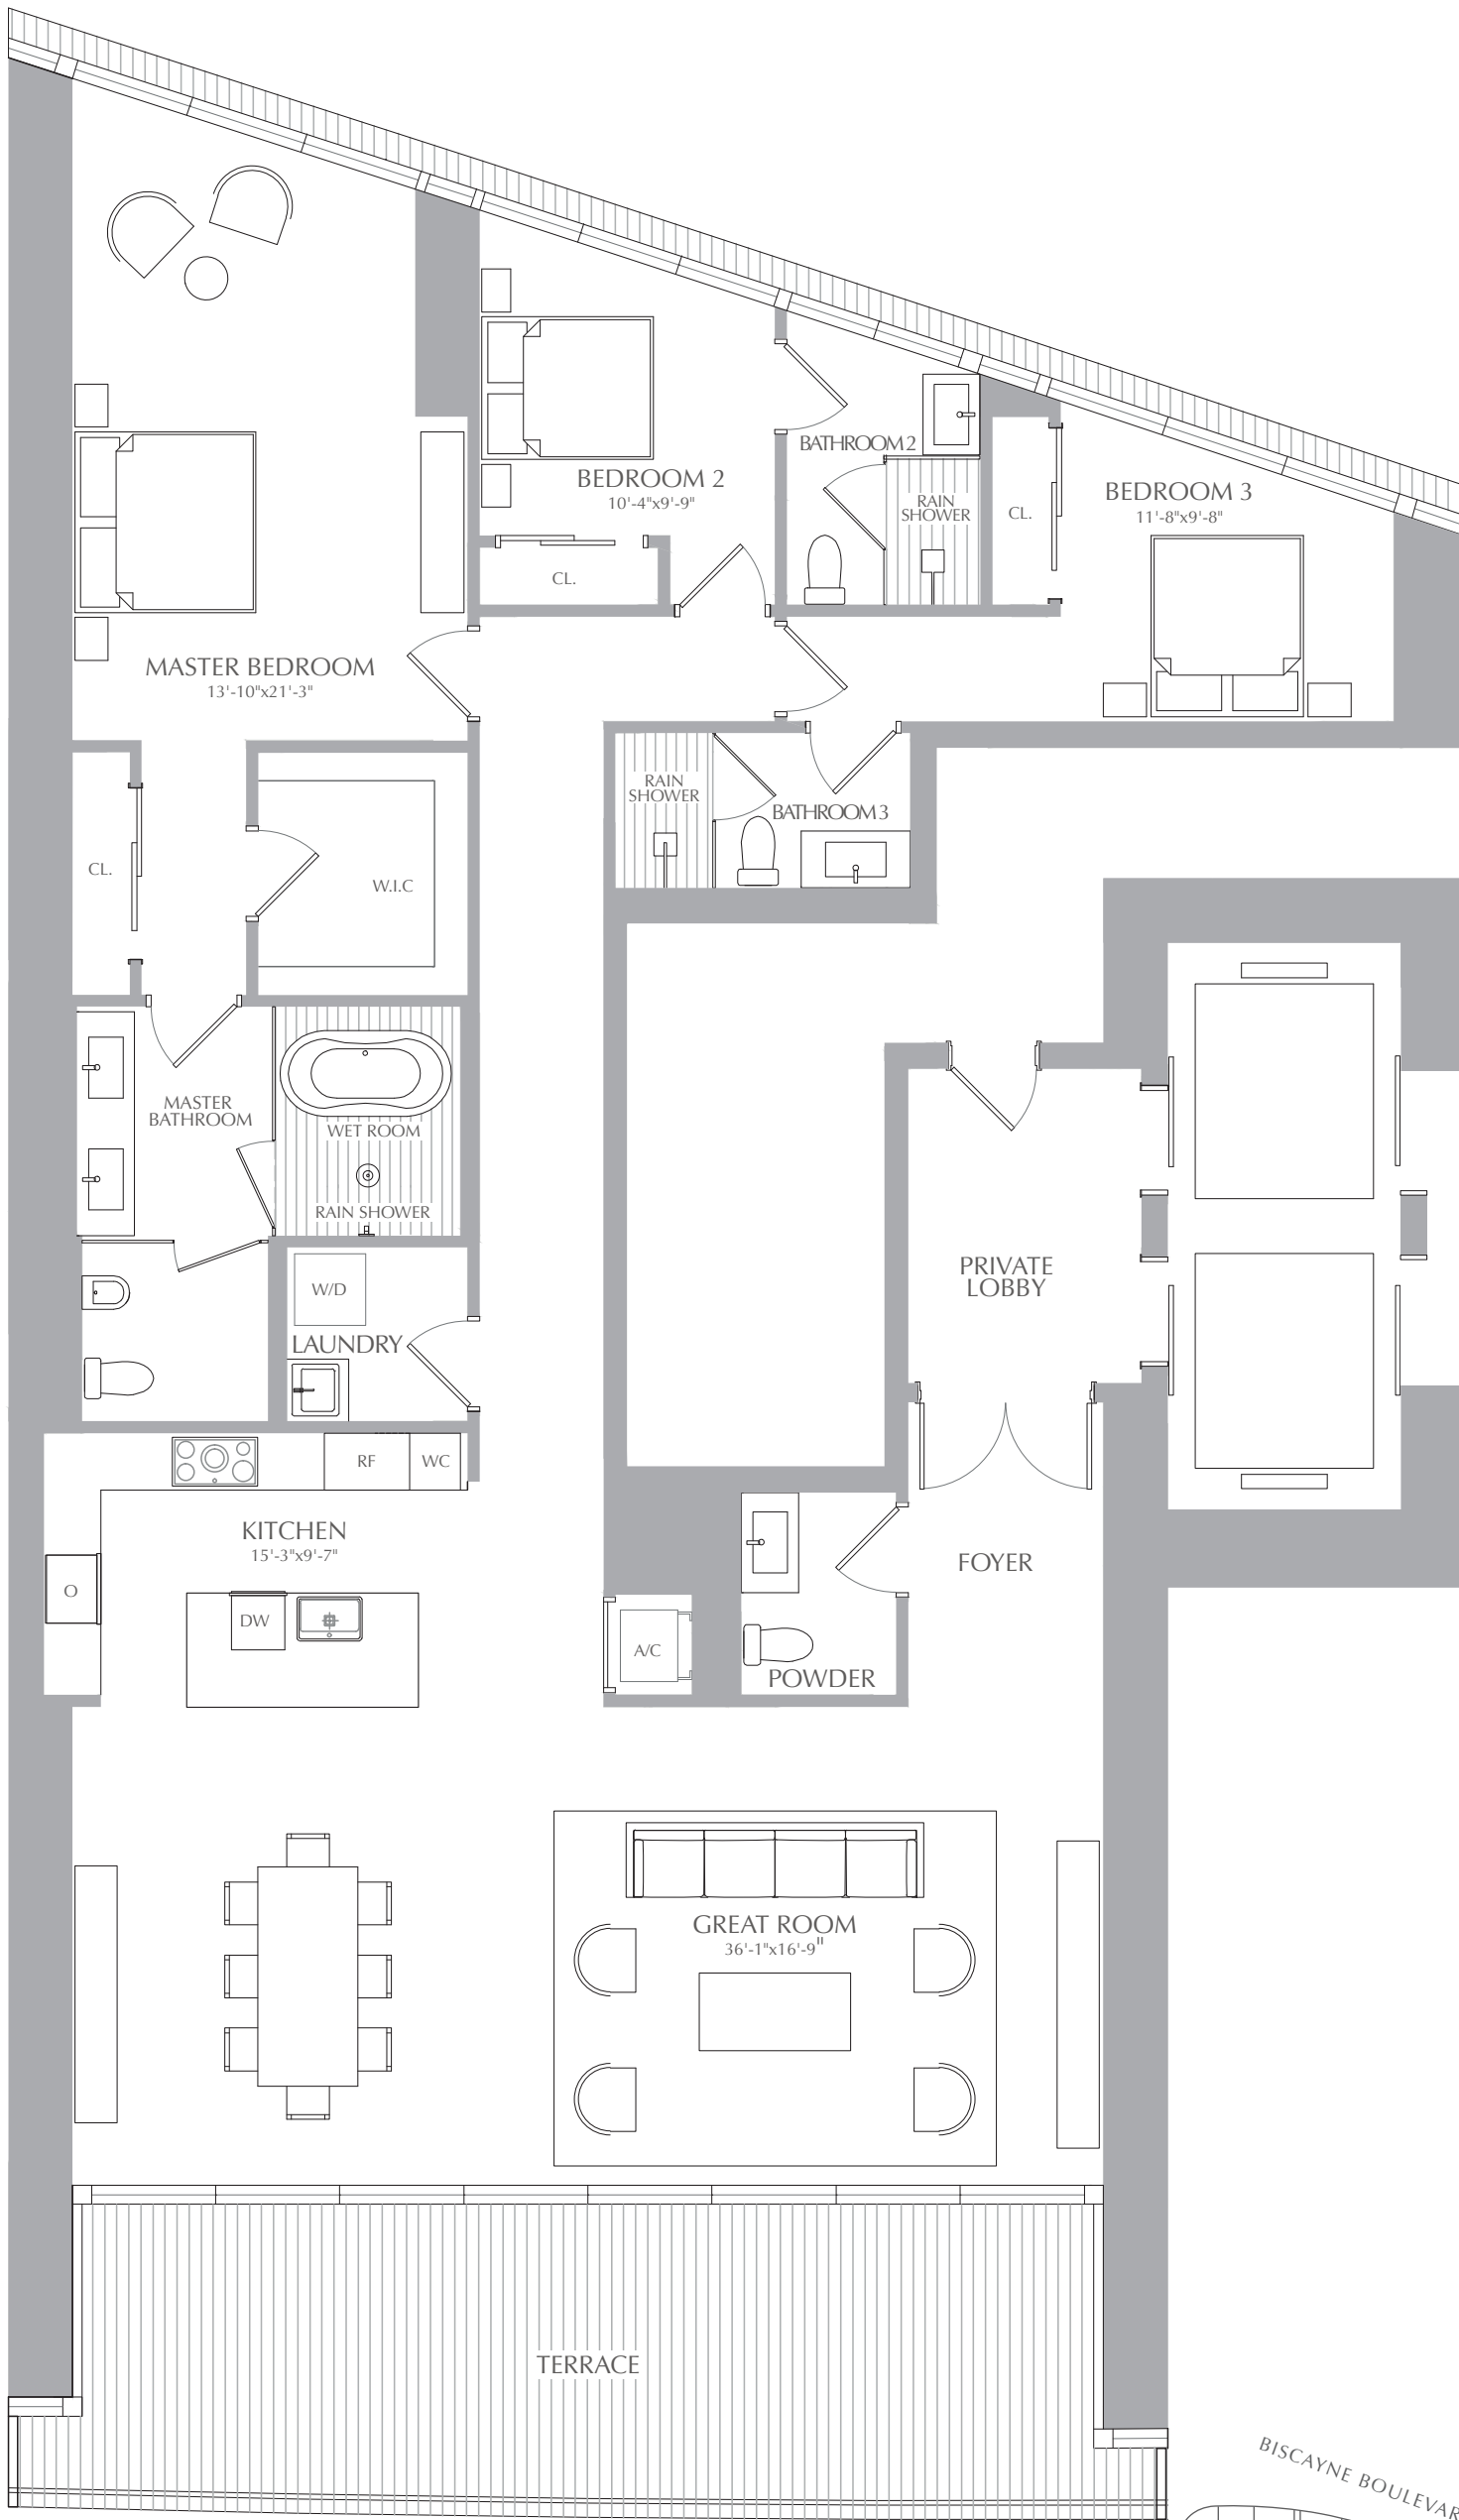 BEDROOM 2
10'-4"x9'-9"
BATHROOM 2
RAIN
SHOWER
CL.
BEDROOM 3
11'-8"x9'-8"
CL.
MASTER BEDROOM
13'-10"x21'-3"
RAIN
SHOWER
BATHROOM 3
CL.
W.I.C
MASTER
BATHROOM
WET ROOM
RAIN SHOWER
W/D
LAUNDRY
PRIVATE
LOBBY
RF
WC
KITCHEN
15'-3"x9'-7"
O
DW
FOYER
A/C
POWDER
GREAT ROOM
36'-1"x16'-9"
TERRACE
BISCAYNE BOULEVAR